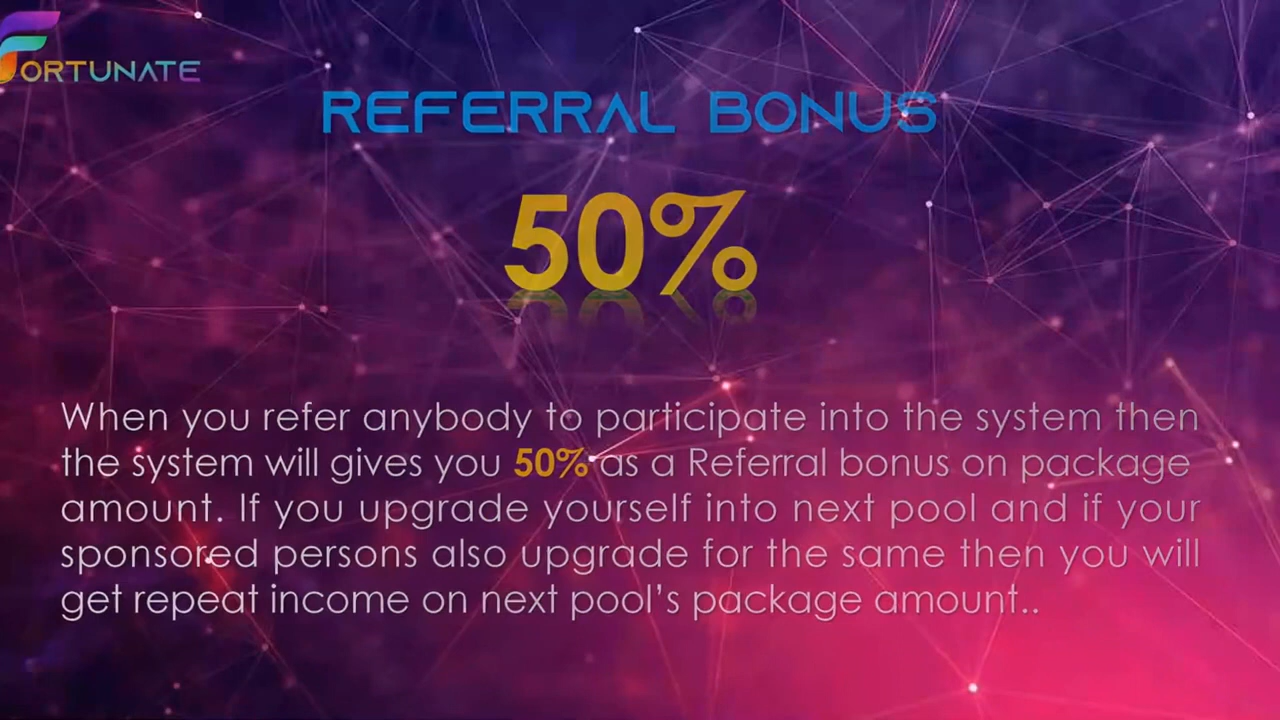 FORTUNATE
REFERRAL BONUS
50%
When you refer anybody to participate into the system then
the system will gives you 50% as a Referral bonus on package
amount. If you upgrade yourself into next pool and if your
sponsored persons also upgrade for the same then you will
get repeat income on next pool’s package amount..